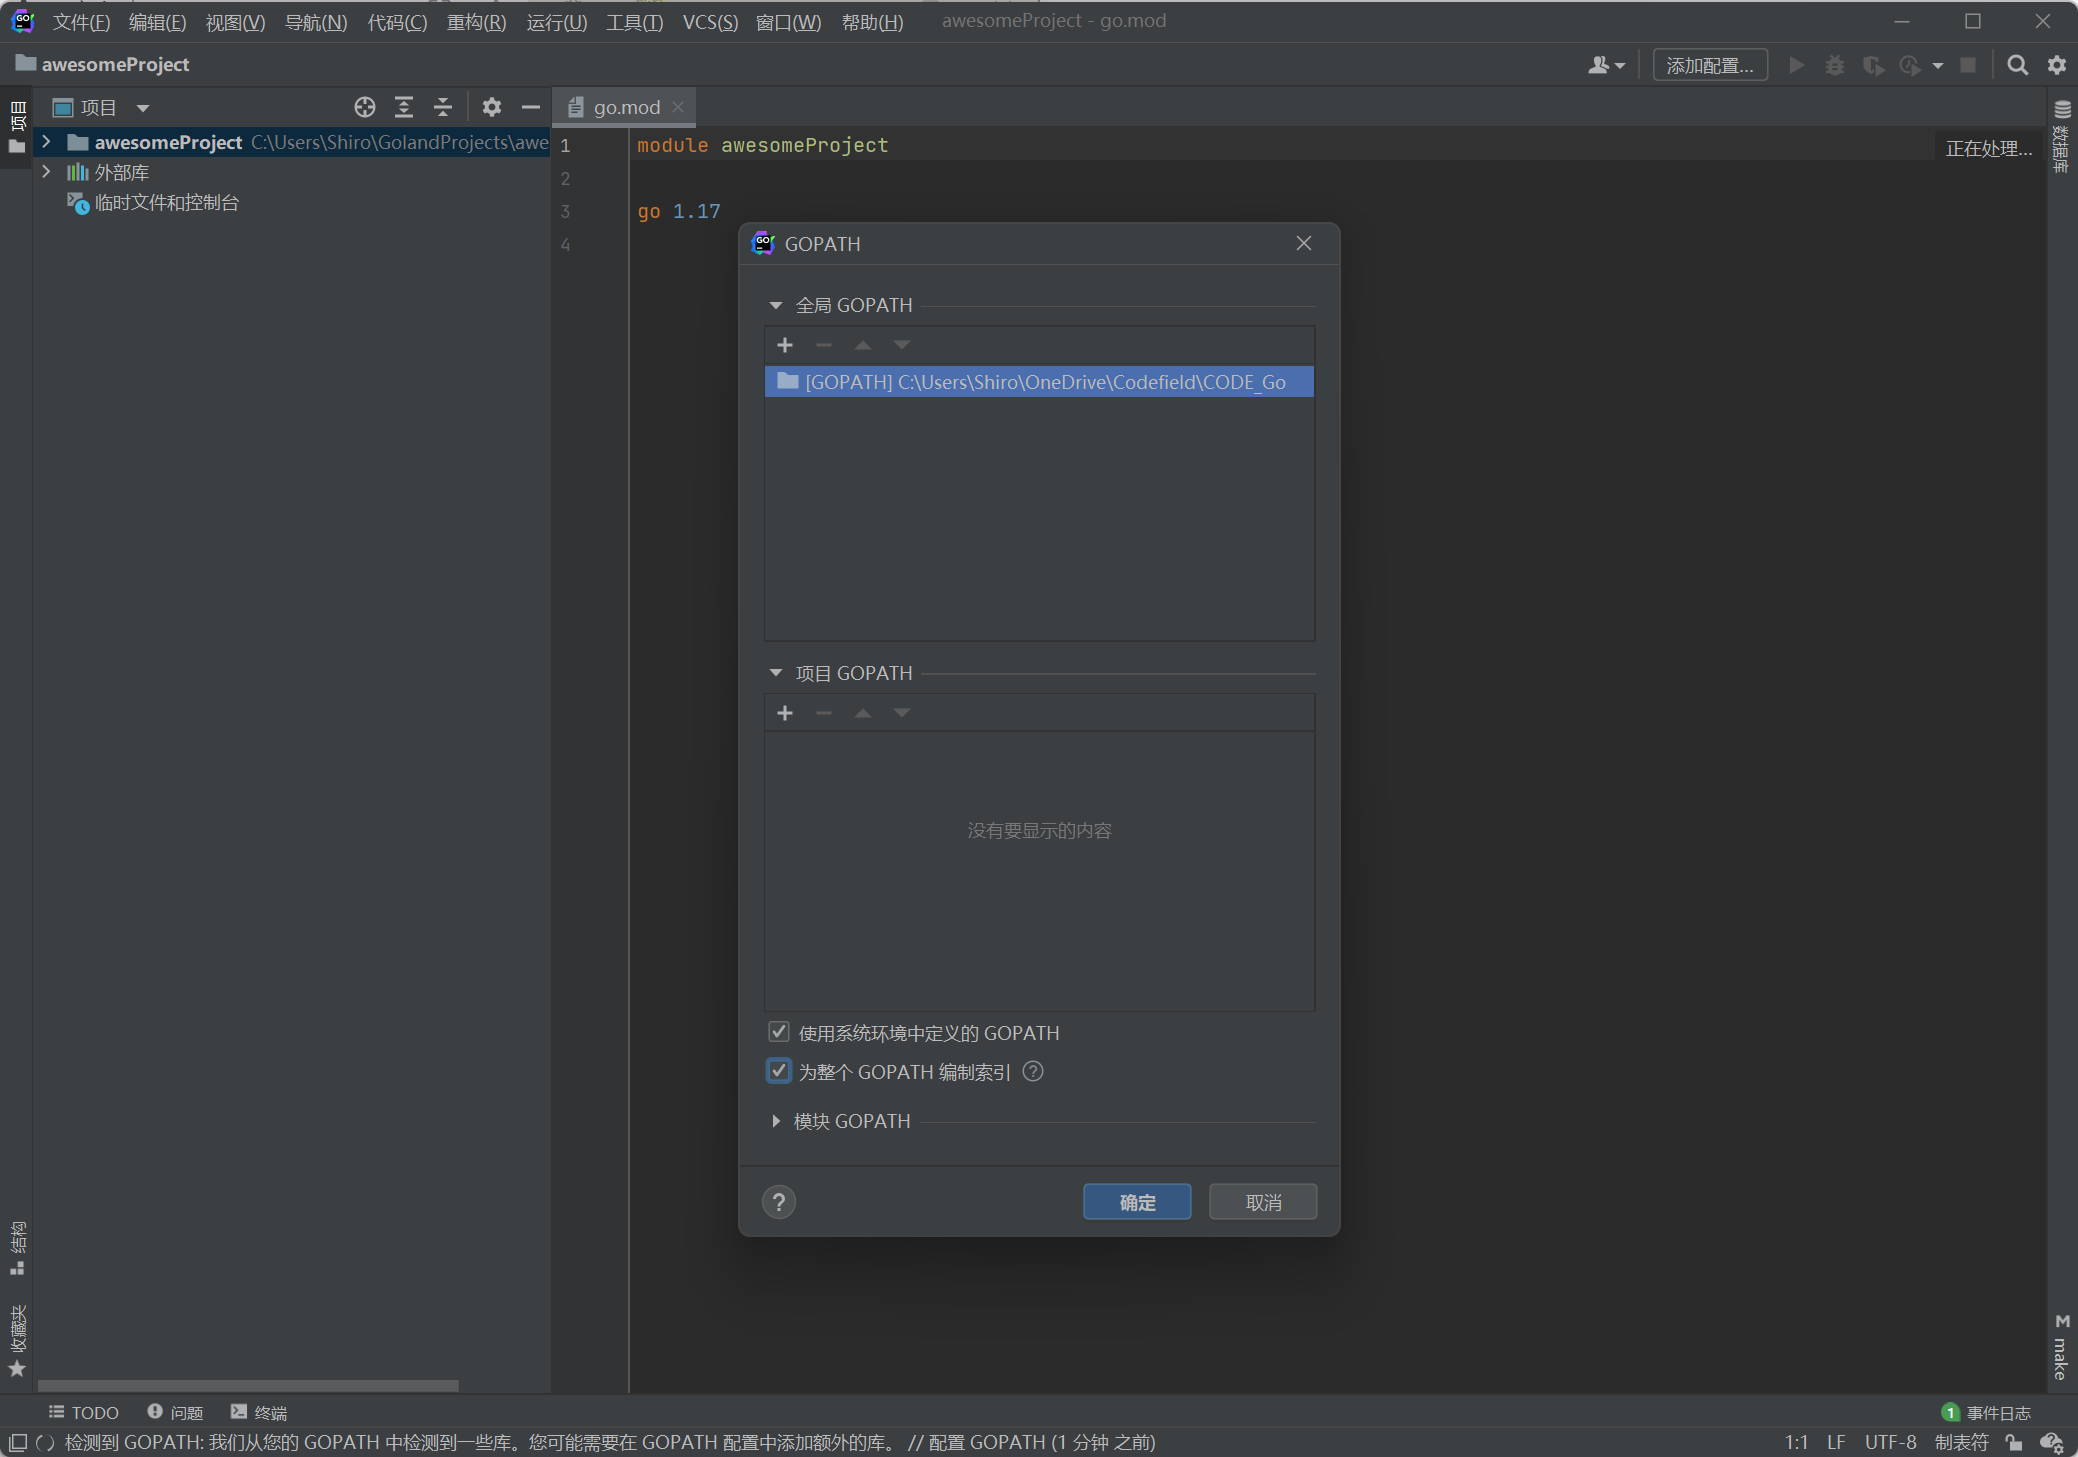 文件(F) 编辑(E) 视图(V) 导航(N) 代码(C) 重构(R) 运行(U) 工具(T) VCS(S) 窗口(W) 帮助(H) awesomeProject - go.mod
awesomeProject
添加配置...
项目
项目
go.mod
awesomeProject C:\Users\Shiro\GolandProjects\awe
外部库
临时文件和控制台
1 module awesomeProject
2
3 go 1.17
4
正在处理...
数据库
GOPATH
全局 GOPATH
[GOPATH] C:\Users\Shiro\OneDrive\Codefield\CODE_Go
项目 GOPATH
没有要显示的内容
使用系统环境中定义的 GOPATH
为整个 GOPATH 编制索引
模块 GOPATH
确定
取消
结构
收藏夹
make
TODO 问题 终端
1 事件日志
检测到 GOPATH: 我们从您的 GOPATH 中检测到一些库。您可能需要在 GOPATH 配置中添加额外的库。 // 配置 GOPATH (1 分钟 之前)
1:1 LF UTF-8 制表符